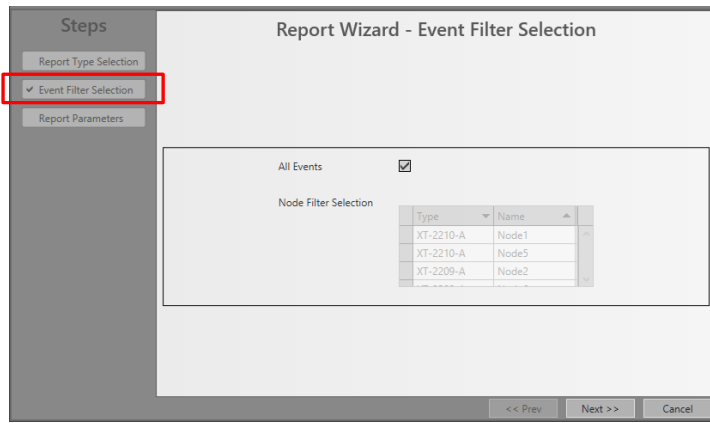 Steps
Report Wizard - Event Filter Selection
Report Type Selection
✔ Event Filter Selection
Report Parameters
All Events
Node Filter Selection
Type Name
XT-2210-A Node1
XT-2210-A Node5
XT-2209-A Node2
<< Prev Next >> Cancel